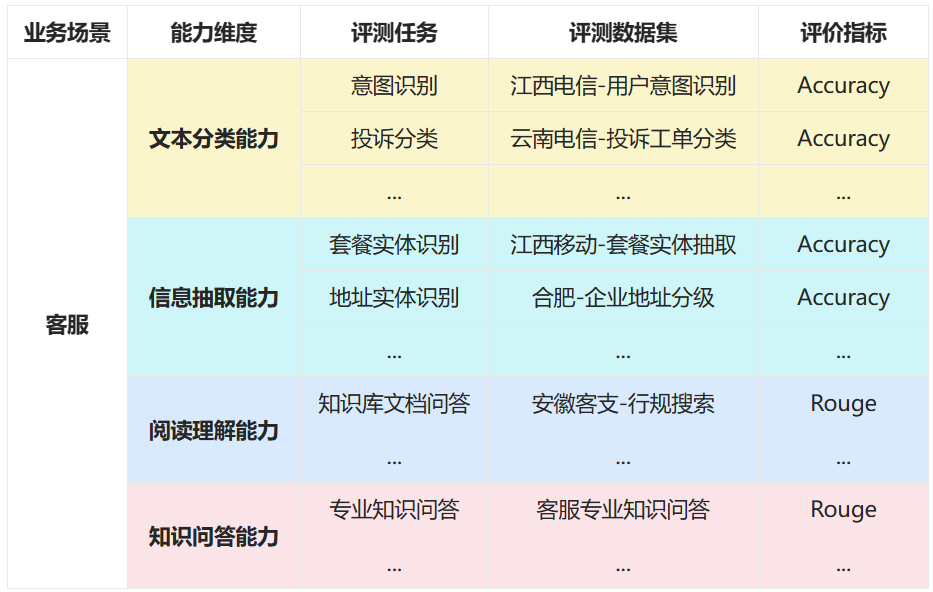 业务场景 能力维度 评测任务 评测数据集 评价指标
客服
文本分类能力
意图识别 江西电信-用户意图识别 Accuracy
投诉分类 云南电信-投诉工单分类 Accuracy
... ... ...
信息抽取能力
套餐实体识别 江西移动-套餐实体抽取 Accuracy
地址实体识别 合肥-企业地址分级 Accuracy
... ... ...
阅读理解能力
知识库文档问答 安徽客支-行规搜索 Rouge
... ... ...
知识问答能力
专业知识问答 客服专业知识问答 Rouge
... ... ...